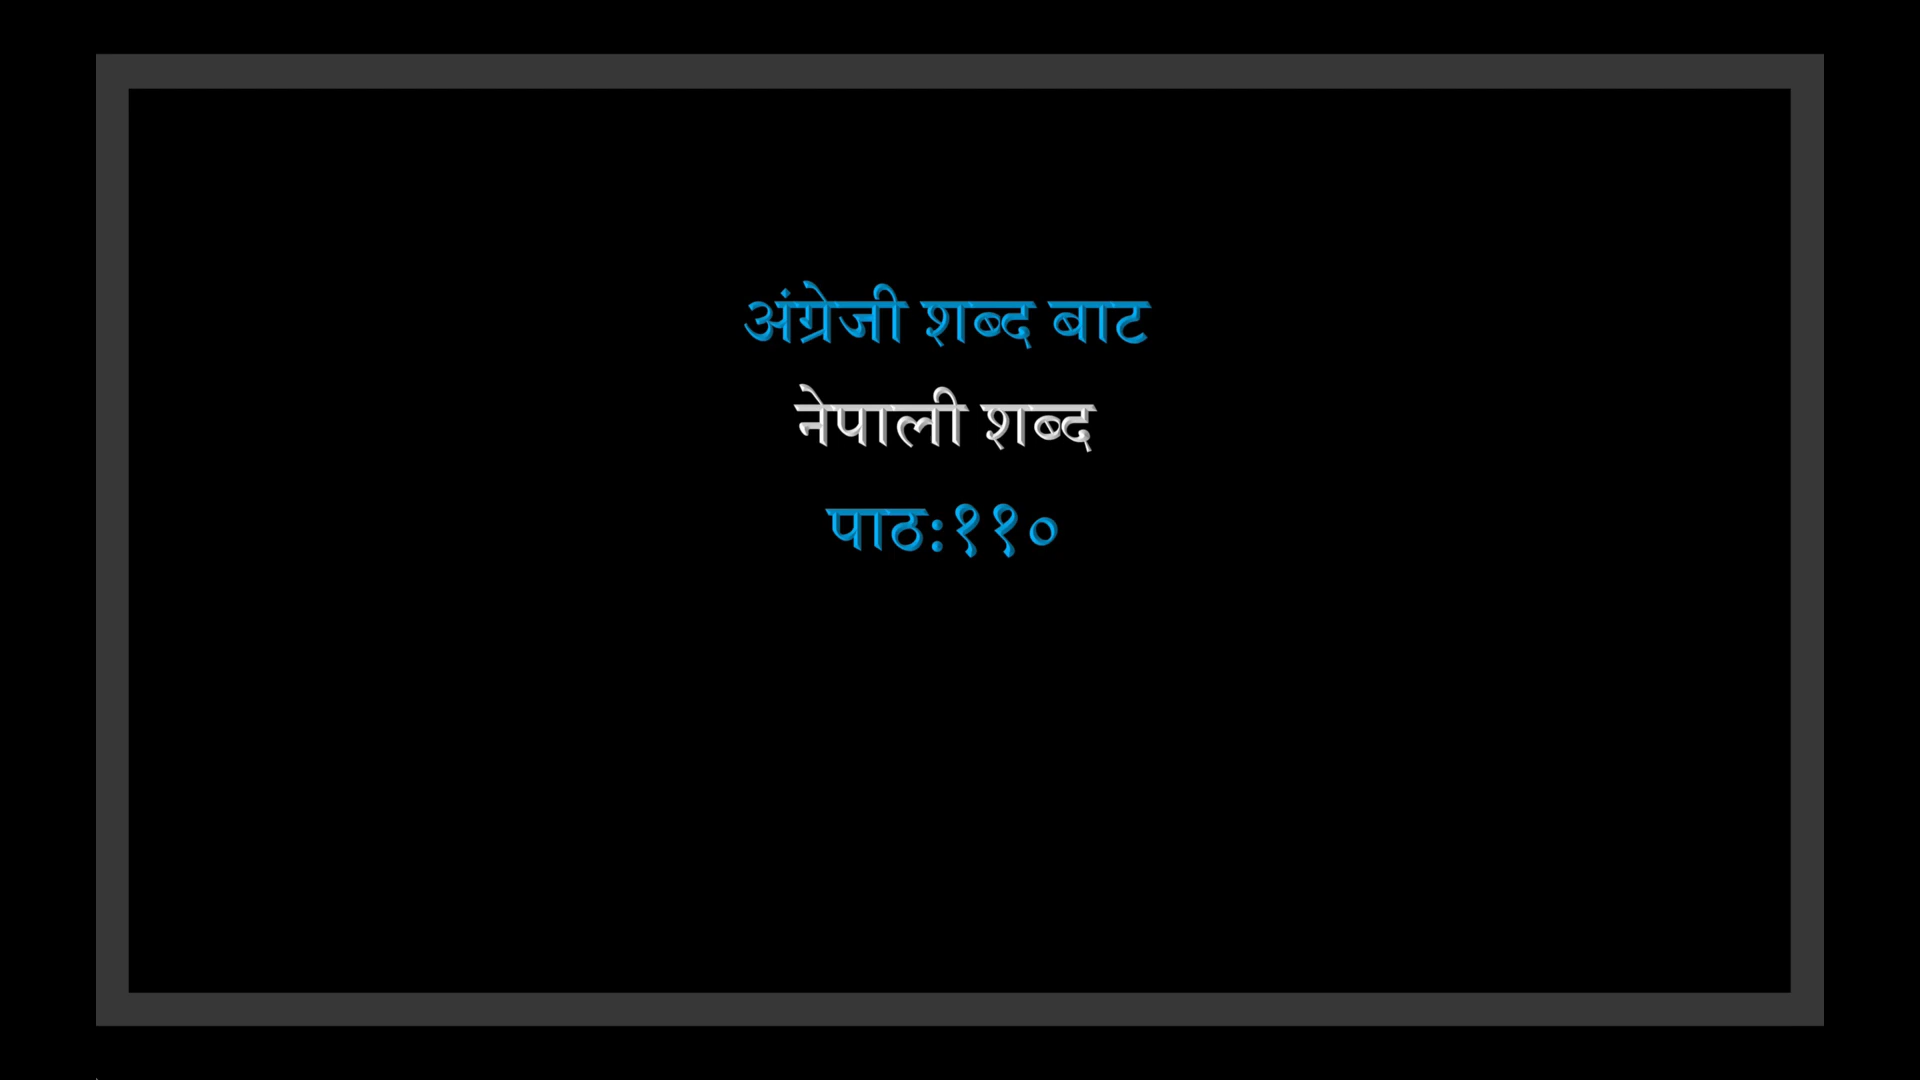 अंग्रेजी शब्द बाट
नेपाली शब्द
पाठ:११०